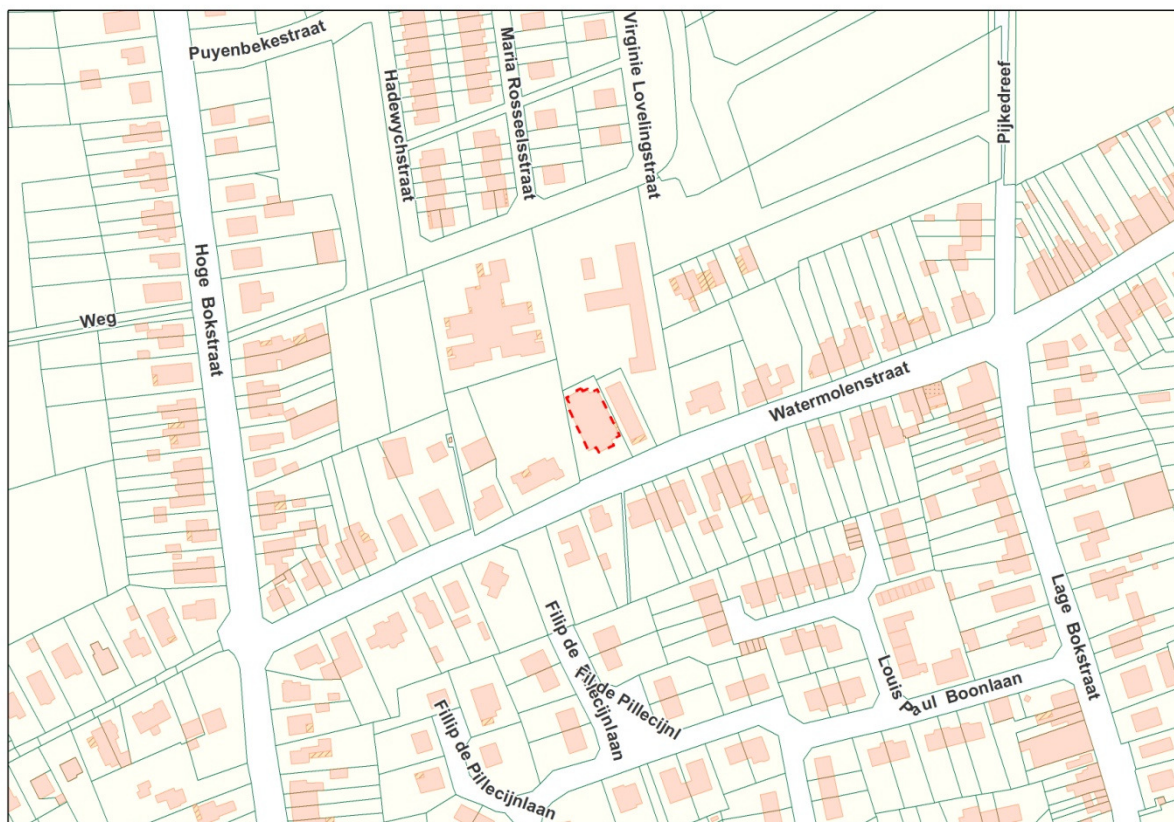 Puyenbekestraat
Hadewychstraat
Maria Rosseelsstraat
Virginie Lovelingstraat
Pijkedreef
Hoge Bokstraat
Weg
Watermolenstraat
Filip de Pillecijnlaan
Filip de Pillecijnl
Fillip de Pillecijnlaan
Louis Paul Boonlaan
Lage Bokstraat